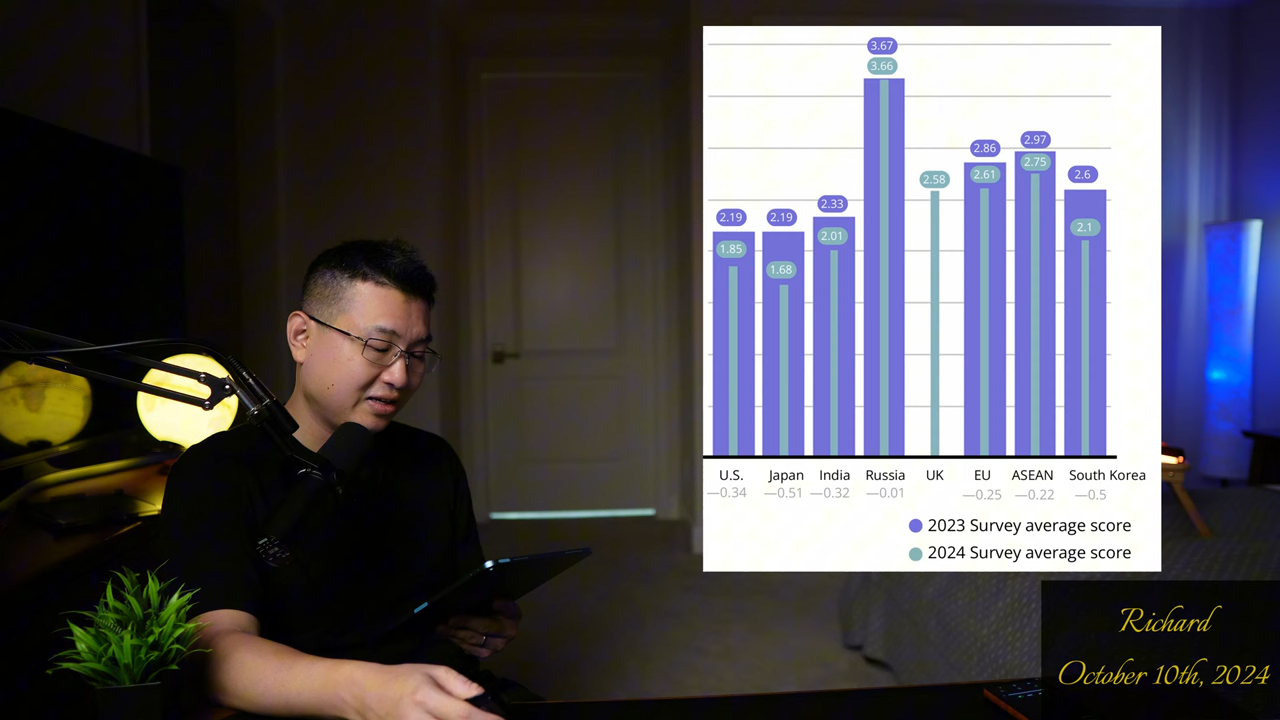 3.67
3.66
2.97
2.86
2.75
2.6
2.61
2.58
2.33
2.19
2.19
2.1
2.01
1.85
1.68
U.S. Japan India Russia UK EU ASEAN South Korea
—0.34 —0.51 —0.32 —0.01 —0.25 —0.22 —0.5
2023 Survey average score
2024 Survey average score
Richard
October 10th, 2024